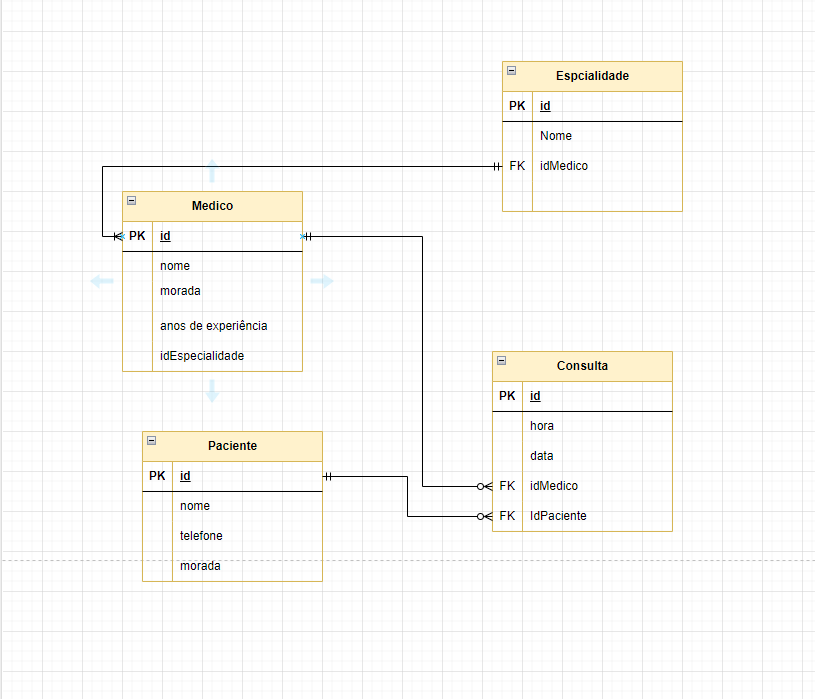 Espcialidade
PK id
Nome
FK idMedico
Medico
PK id
nome
morada
anos de experiência
idEspecialidade
Consulta
PK id
hora
data
FK idMedico
FK IdPaciente
Paciente
PK id
nome
telefone
morada